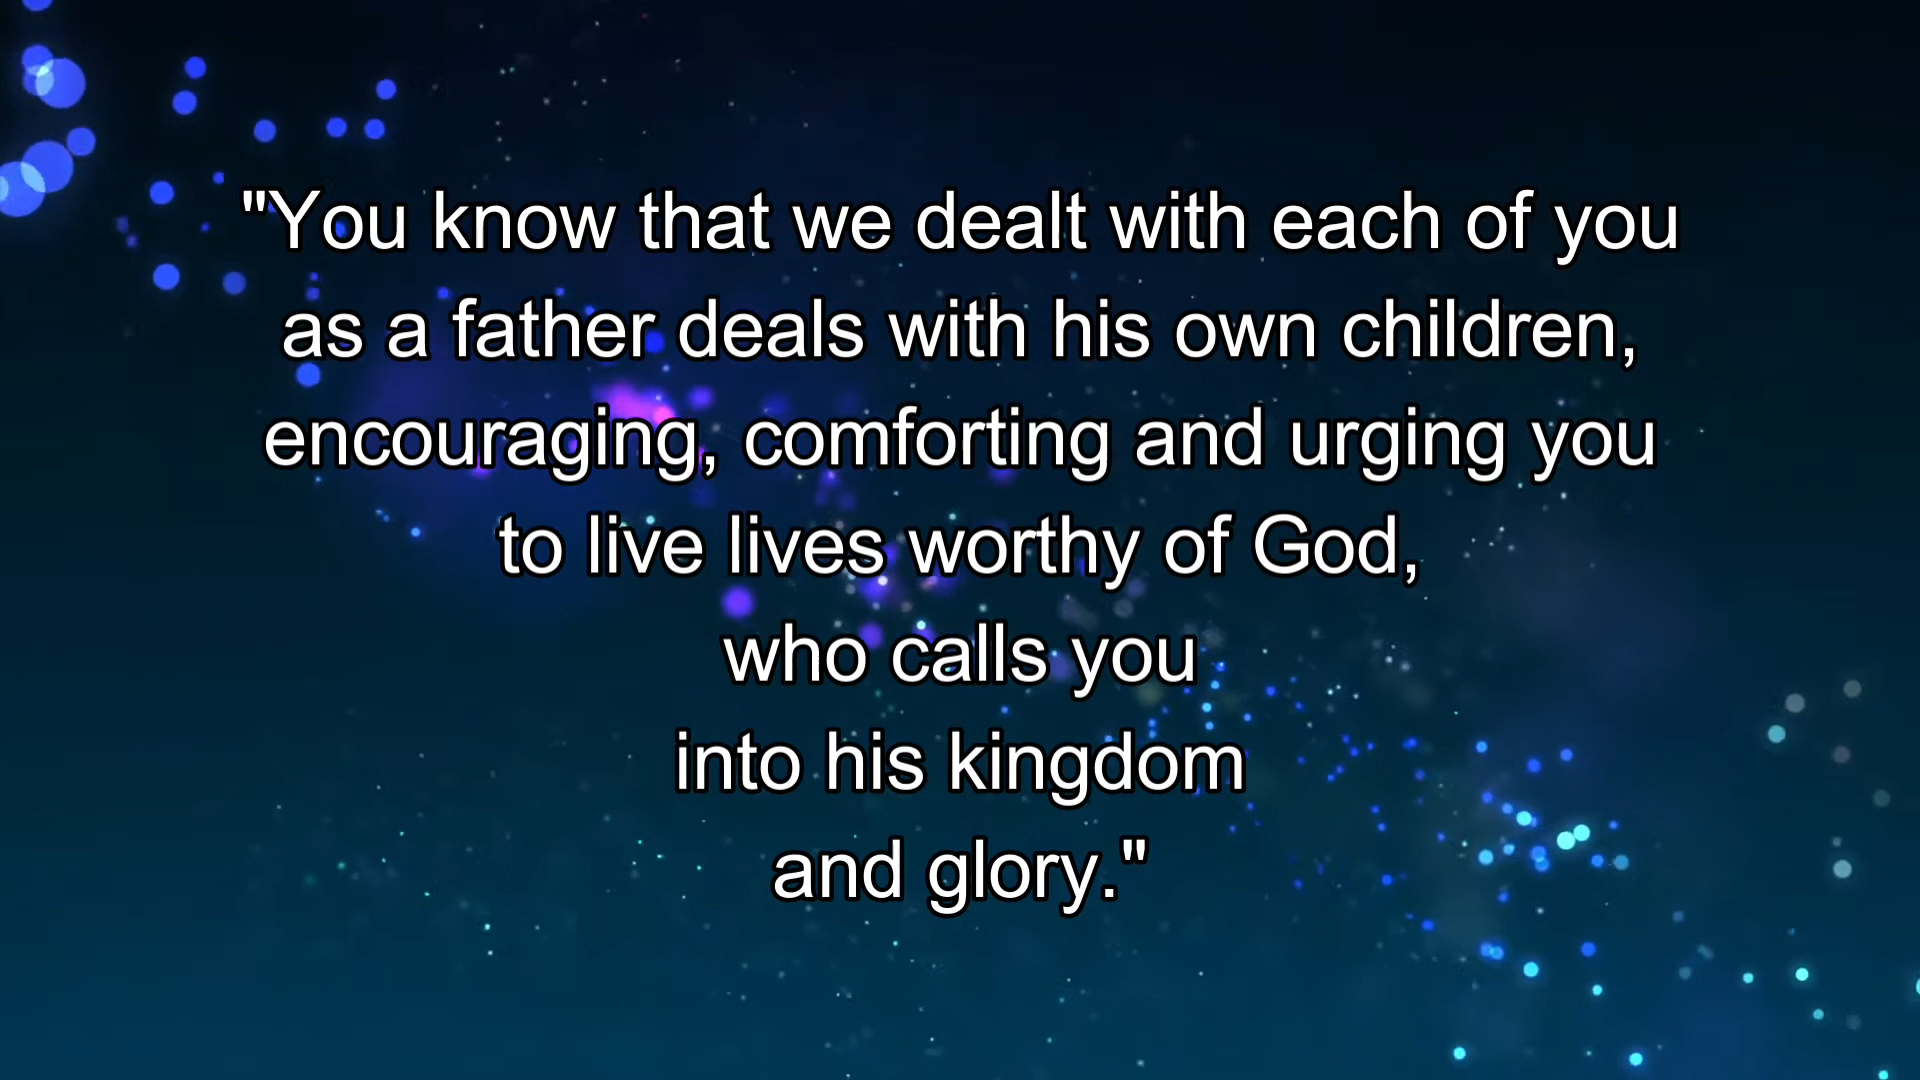 "You know that we dealt with each of you
as a father deals with his own children,
encouraging, comforting and urging you
to live lives worthy of God,
who calls you
into his kingdom
and glory."